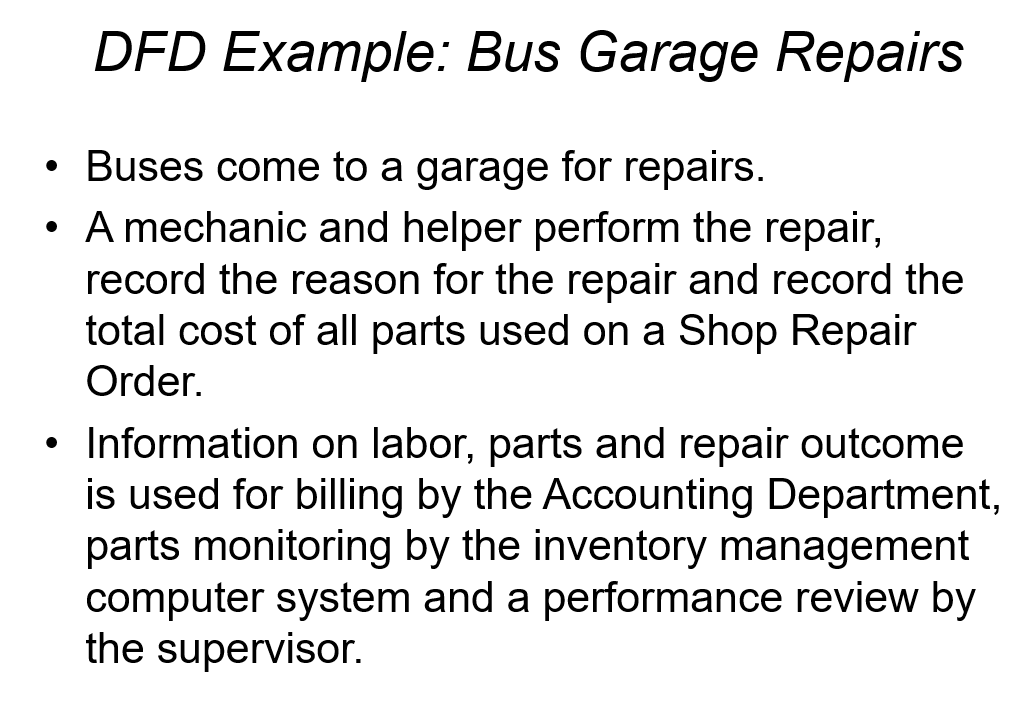 DFD Example: Bus Garage Repairs
• Buses come to a garage for repairs.
• A mechanic and helper perform the repair,
record the reason for the repair and record the
total cost of all parts used on a Shop Repair
Order.
• Information on labor, parts and repair outcome
is used for billing by the Accounting Department,
parts monitoring by the inventory management
computer system and a performance review by
the supervisor.